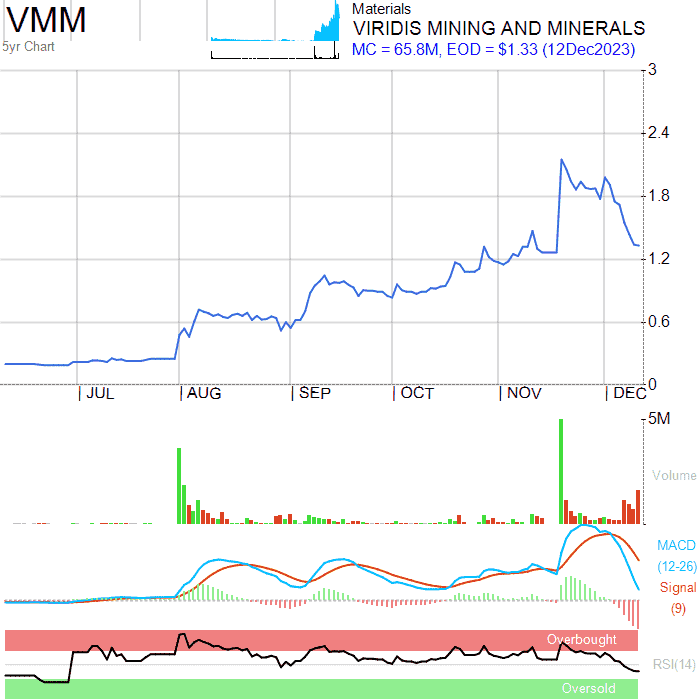 VMM
5yr Chart
Materials
VIRIDIS MINING AND MINERALS
MC = 65.8M, EOD = $1.33 (12Dec2023)
3
2.4
1.8
1.2
0.6
0
JUL
AUG
SEP
OCT
NOV
DEC
5M
Volume
MACD
(12-26)
Signal
(9)
Overbought
RSI(14)
Oversold